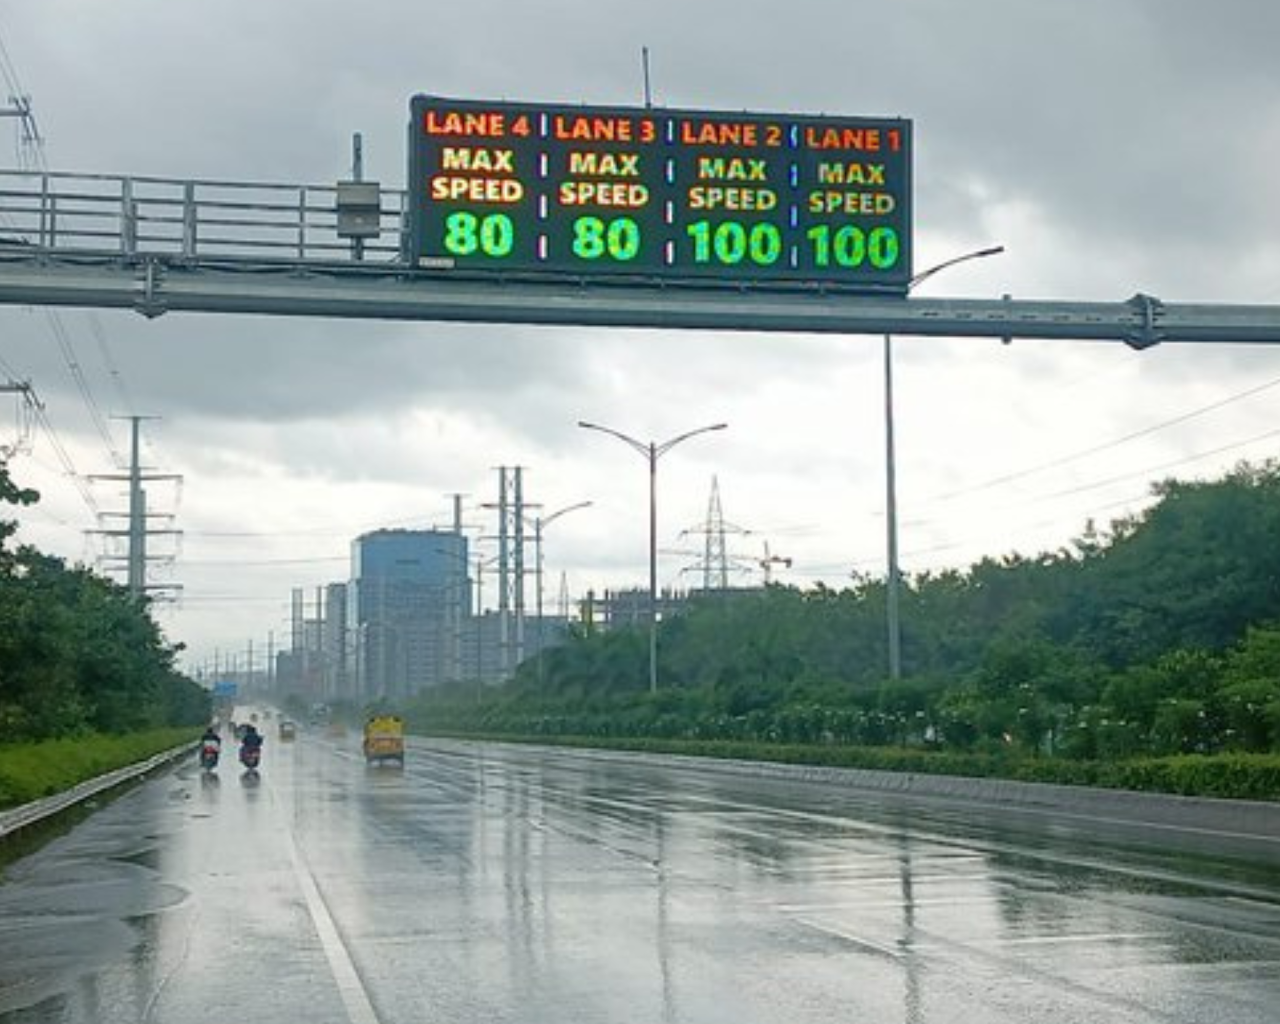 LANE 4 LANE 3 LANE 2 LANE 1
MAX MAX MAX MAX
SPEED SPEED SPEED SPEED
80 80 100 100